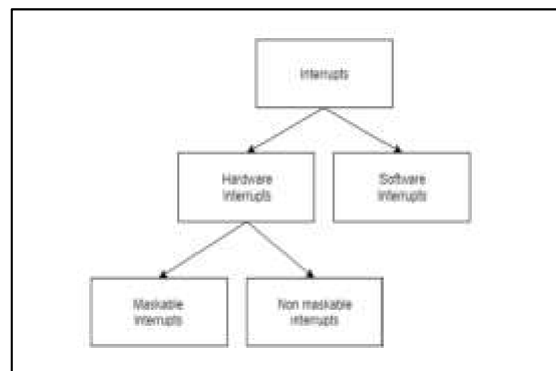 Interrupts
Hardware
Interrupts
Software
Interrupts
Maskable
Interrupts
Non maskable
interrupts